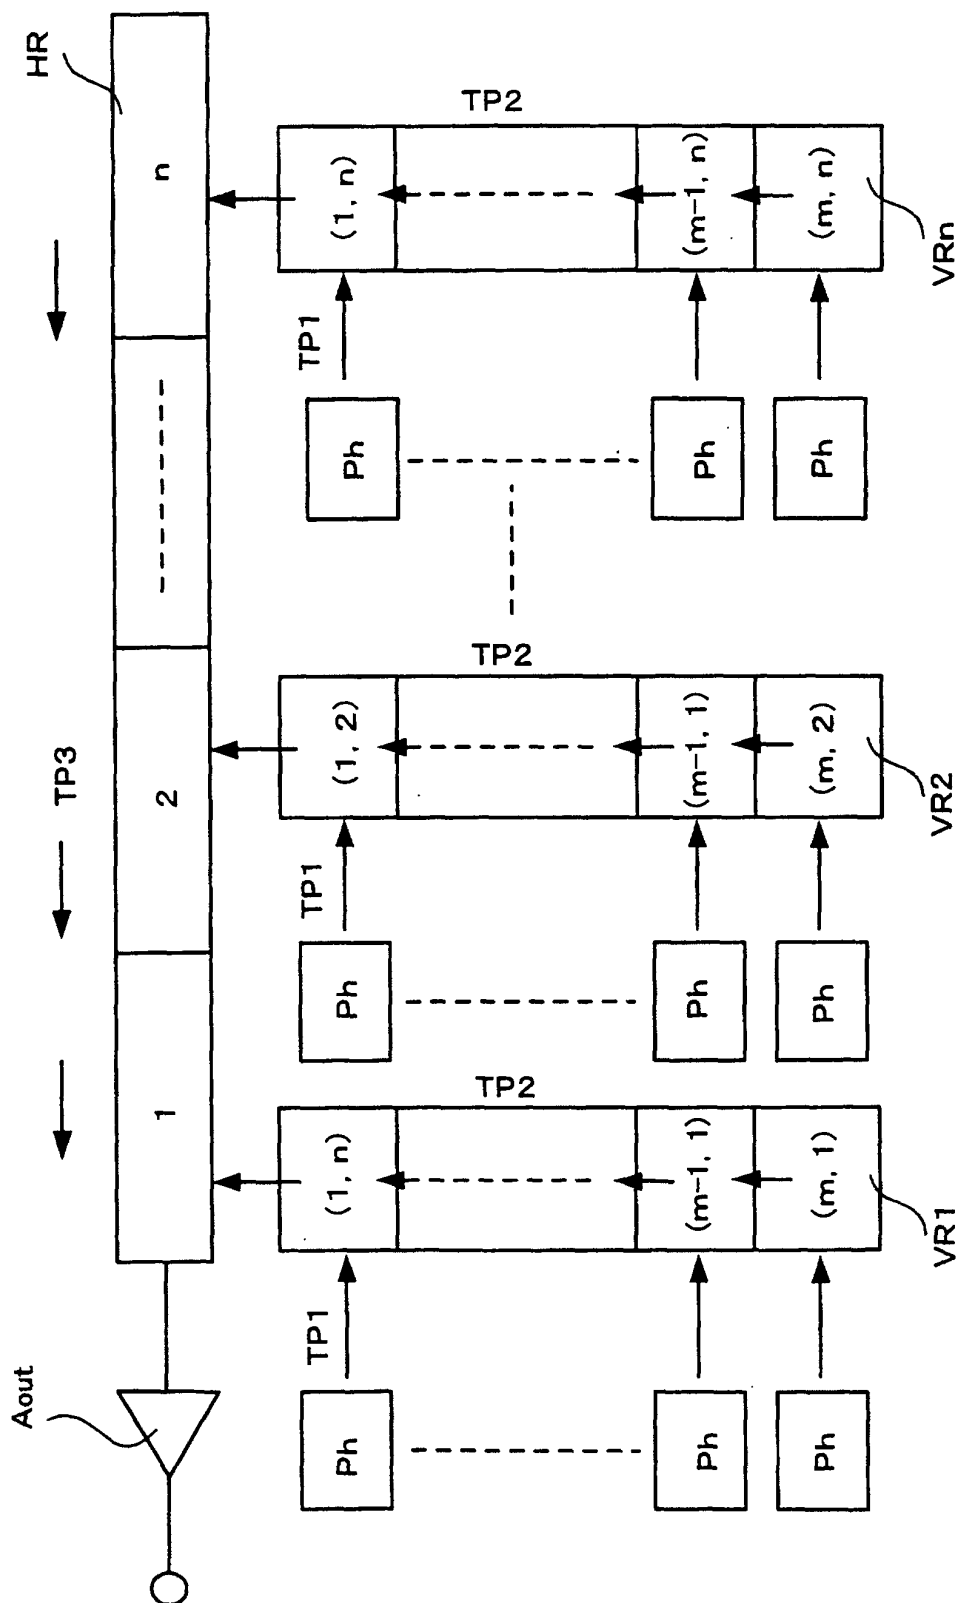 HR
Aout
TP3
1
2
n
TP1
TP1
TP1
Ph
(1, n)
Ph
(1, 2)
Ph
(1, n)
TP2
TP2
TP2
Ph
(m-1, 1)
Ph
(m-1, 1)
Ph
(m-1, n)
Ph
(m, 1)
Ph
(m, 2)
Ph
(m, n)
VR1
VR2
VRn